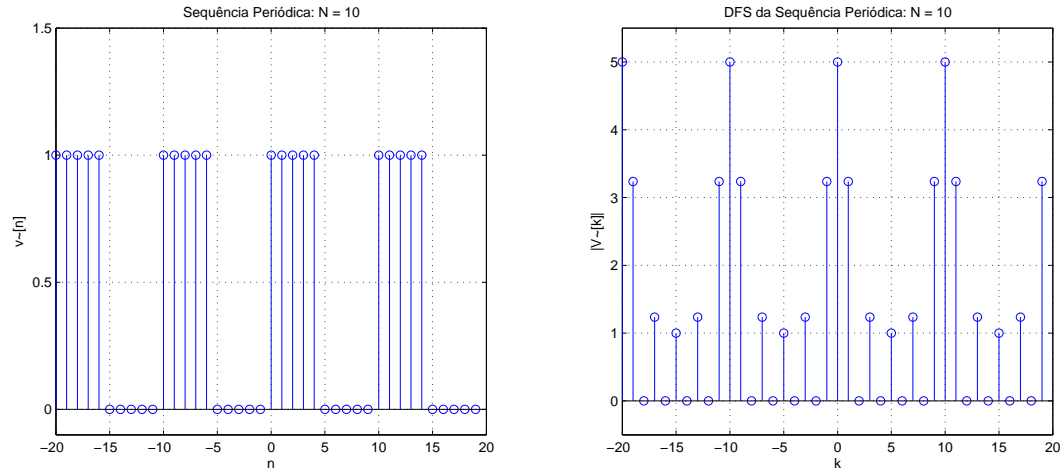 Sequência Periódica: N = 10
1.5
1
0.5
0
−20 −15 −10 −5 0 5 10 15 20
n
v~[n]
DFS da Sequência Periódica: N = 10
5
4
3
2
1
0
−20 −15 −10 −5 0 5 10 15 20
k
|V~[k]|